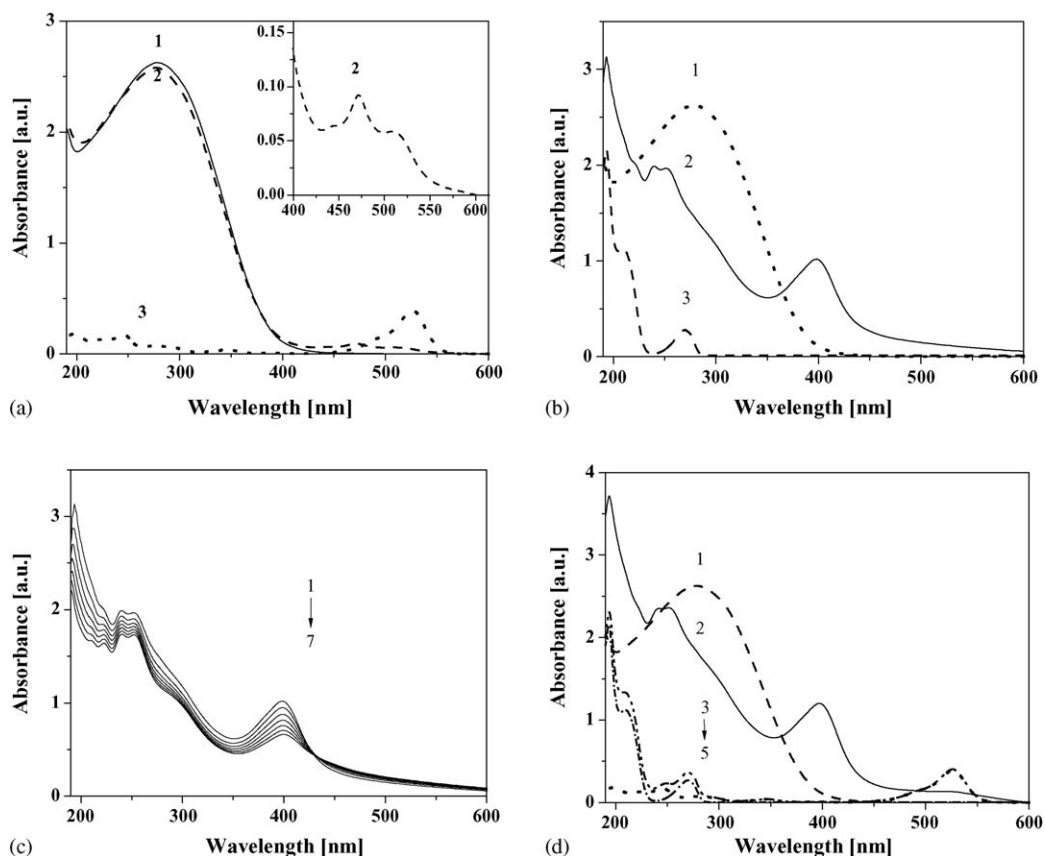 3
2
1
0
Absorbance [a.u.]
1
2
3
0.15
0.10
0.05
0.00
2
400 450 500 550 600
200 300 400 500 600
Wavelength [nm]
(a)
3
2
1
0
Absorbance [a.u.]
1
2
3
200 300 400 500 600
Wavelength [nm]
(b)
3
2
1
0
Absorbance [a.u.]
1
7
200 300 400 500 600
Wavelength [nm]
(c)
4
3
2
1
0
Absorbance [a.u.]
1
2
3
5
200 300 400 500 600
Wavelength [nm]
(d)